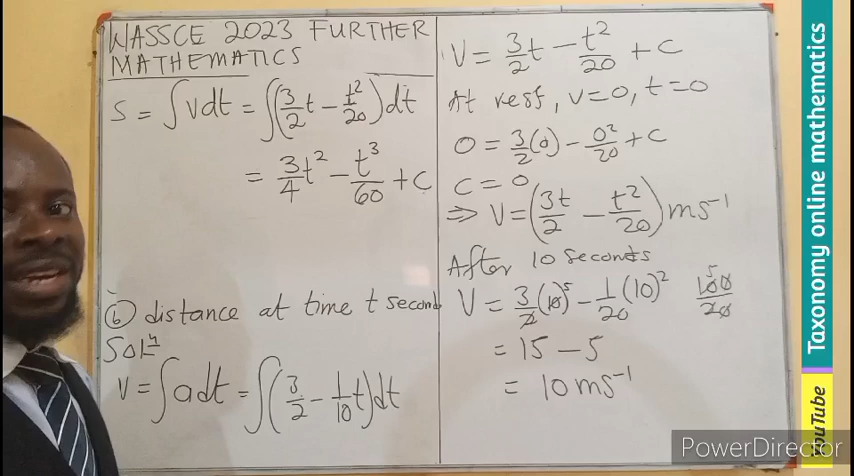 WASSCE 2023 FURTHER
MATHEMATICS
S = ∫vdt = ∫(3/2 t - t²/20)dt
= 3/4 t² - t³/60 + c
(b) distance at time t second
Solⁿ
V = ∫adt = ∫(3/2 - 1/10 t)dt
V = 3/2 t - t²/20 + c
At rest, v=0, t=0
0 = 3/2(0) - 0²/20 + c
c = 0
⇒ V = (3t/2 - t²/20) ms⁻¹
After 10 seconds
V = 3/2(10)⁵ - 1/20(10)² 100⁵/20
= 15 - 5
= 10 ms⁻¹
Taxonomy online mathematics
YouTube
PowerDirector